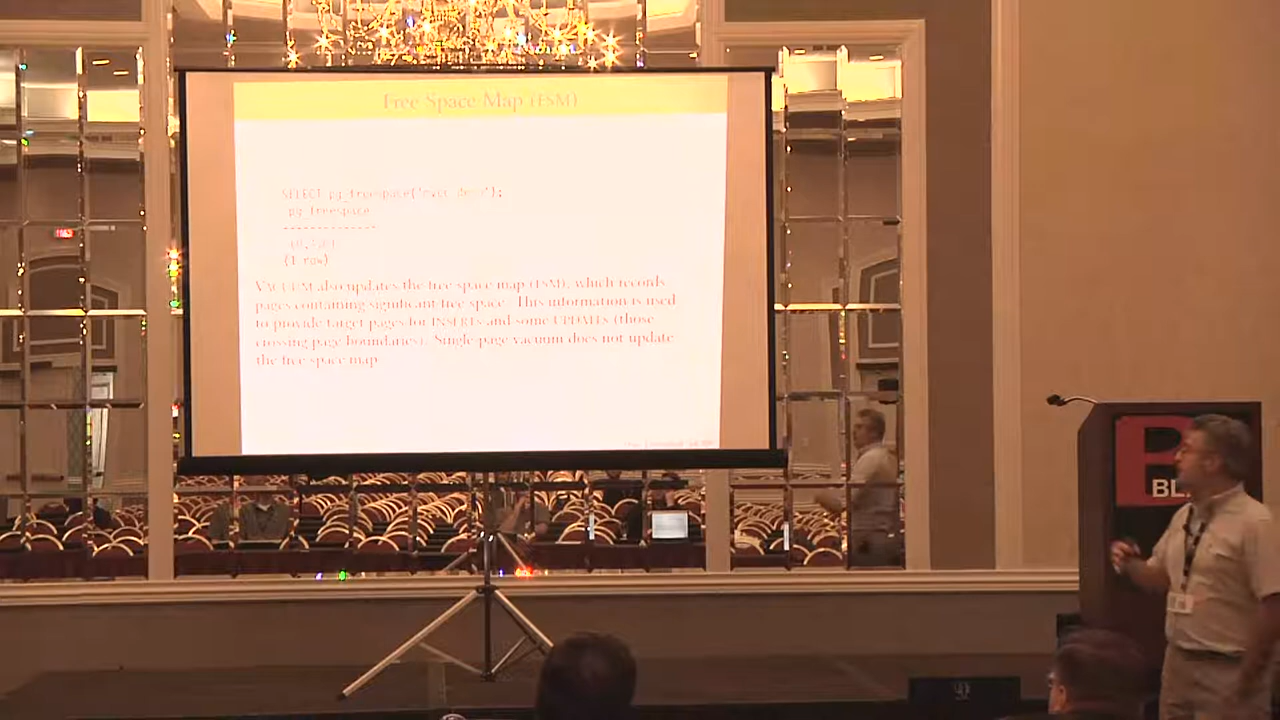 Free Space Map (FSM)
SELECT pg_freespace('mvcc_demo');
pg_freespace
--------------
(1 row)
VACUUM also updates the free space map (FSM), which records
pages containing significant free space. This information is used
to provide target pages for INSERTs and some UPDATEs (those
crossing page boundaries). Single-page vacuum does not update
the free space map.
B
BL